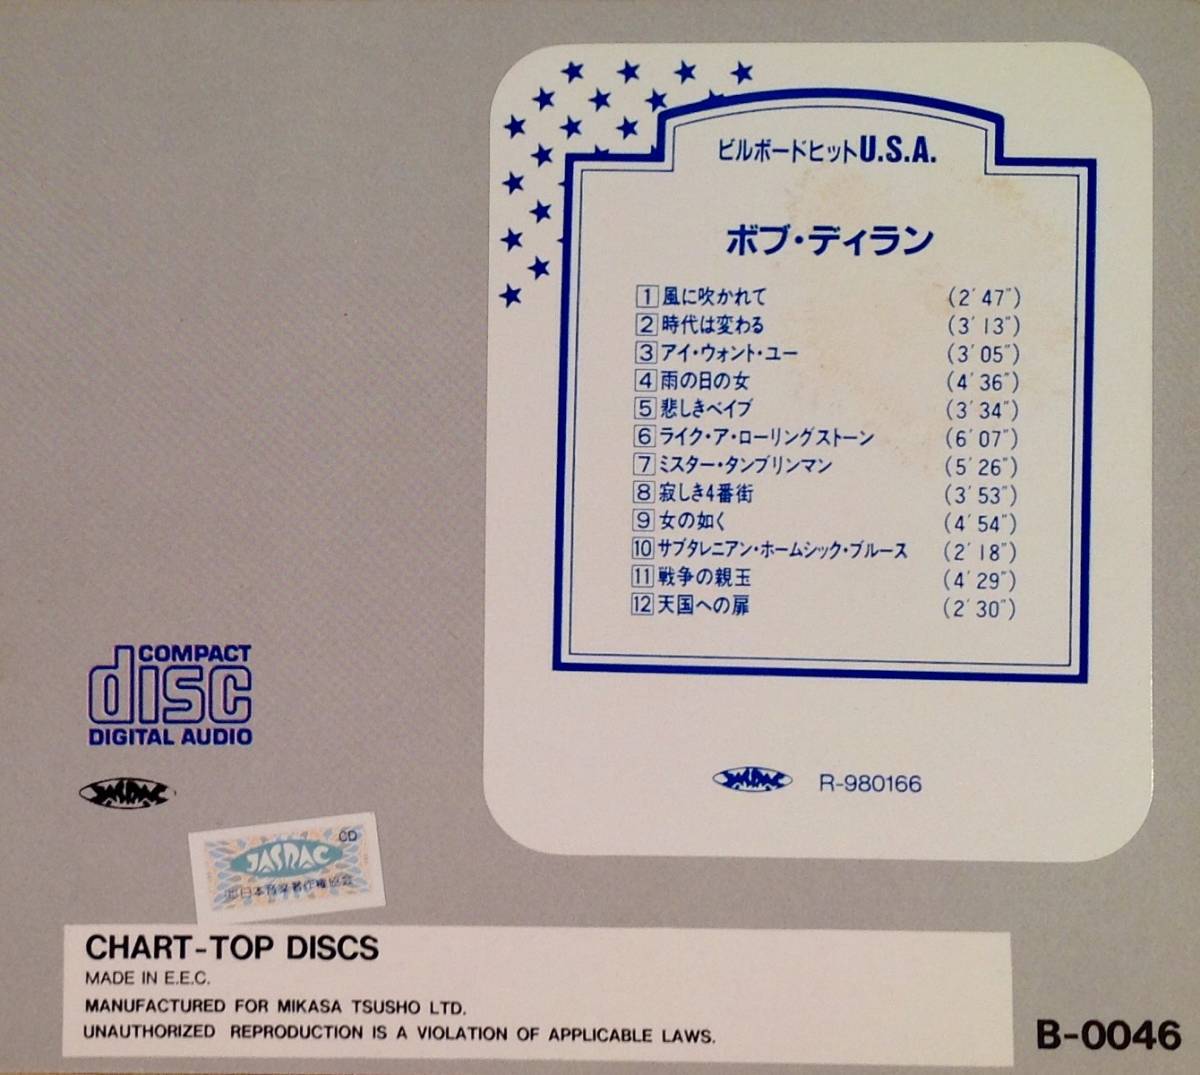 ビルボードヒットU.S.A.
ボブ・ディラン
1 風に吹かれて (2′47″)
2 時代は変わる (3′13″)
3 アイ・ウォント・ユー (3′05″)
4 雨の日の女 (4′36″)
5 悲しきベイブ (3′34″)
6 ライク・ア・ローリングストーン (6′07″)
7 ミスター・タンブリンマン (5′26″)
8 寂しき4番街 (3′53″)
9 女の如く (4′54″)
10 サブタレニアン・ホームシック・ブルース (2′18″)
11 戦争の親玉 (4′29″)
12 天国への扉 (2′30″)
COMPACT
disc
DIGITAL AUDIO
JASRAC
JASRAC R-980166
CD
JASRAC
CHART-TOP DISCS
MADE IN E.E.C.
MANUFACTURED FOR MIKASA TSUSHO LTD.
UNAUTHORIZED REPRODUCTION IS A VIOLATION OF APPLICABLE LAWS.
B-0046